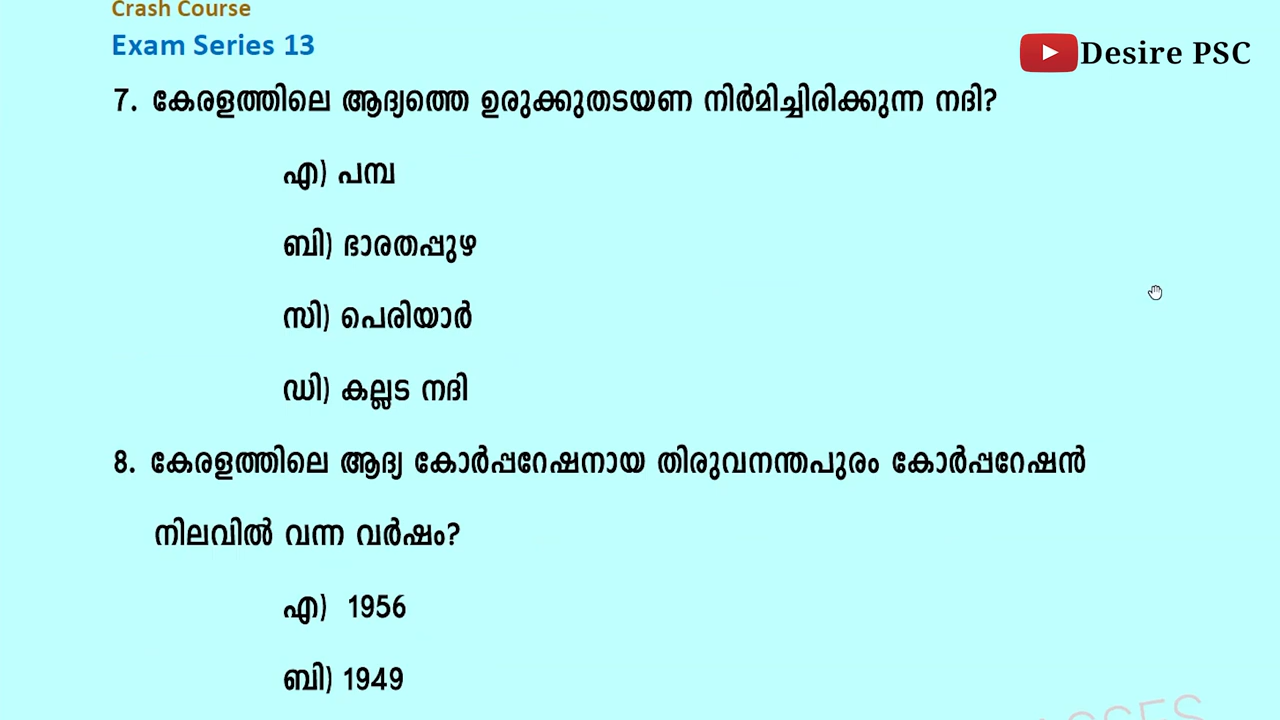 Crash Course
Exam Series 13
Desire PSC
7. കേരളത്തിലെ ആദ്യത്തെ ഉരുക്കുതടയണ നിർമിച്ചിരിക്കുന്ന നദി?
എ) പമ്പ
ബി) ഭാരതപ്പുഴ
സി) പെരിയാർ
ഡി) കല്ലട നദി
8. കേരളത്തിലെ ആദ്യ കോർപ്പറേഷനായ തിരുവനന്തപുരം കോർപ്പറേഷൻ
നിലവിൽ വന്ന വർഷം?
എ) 1956
ബി) 1949